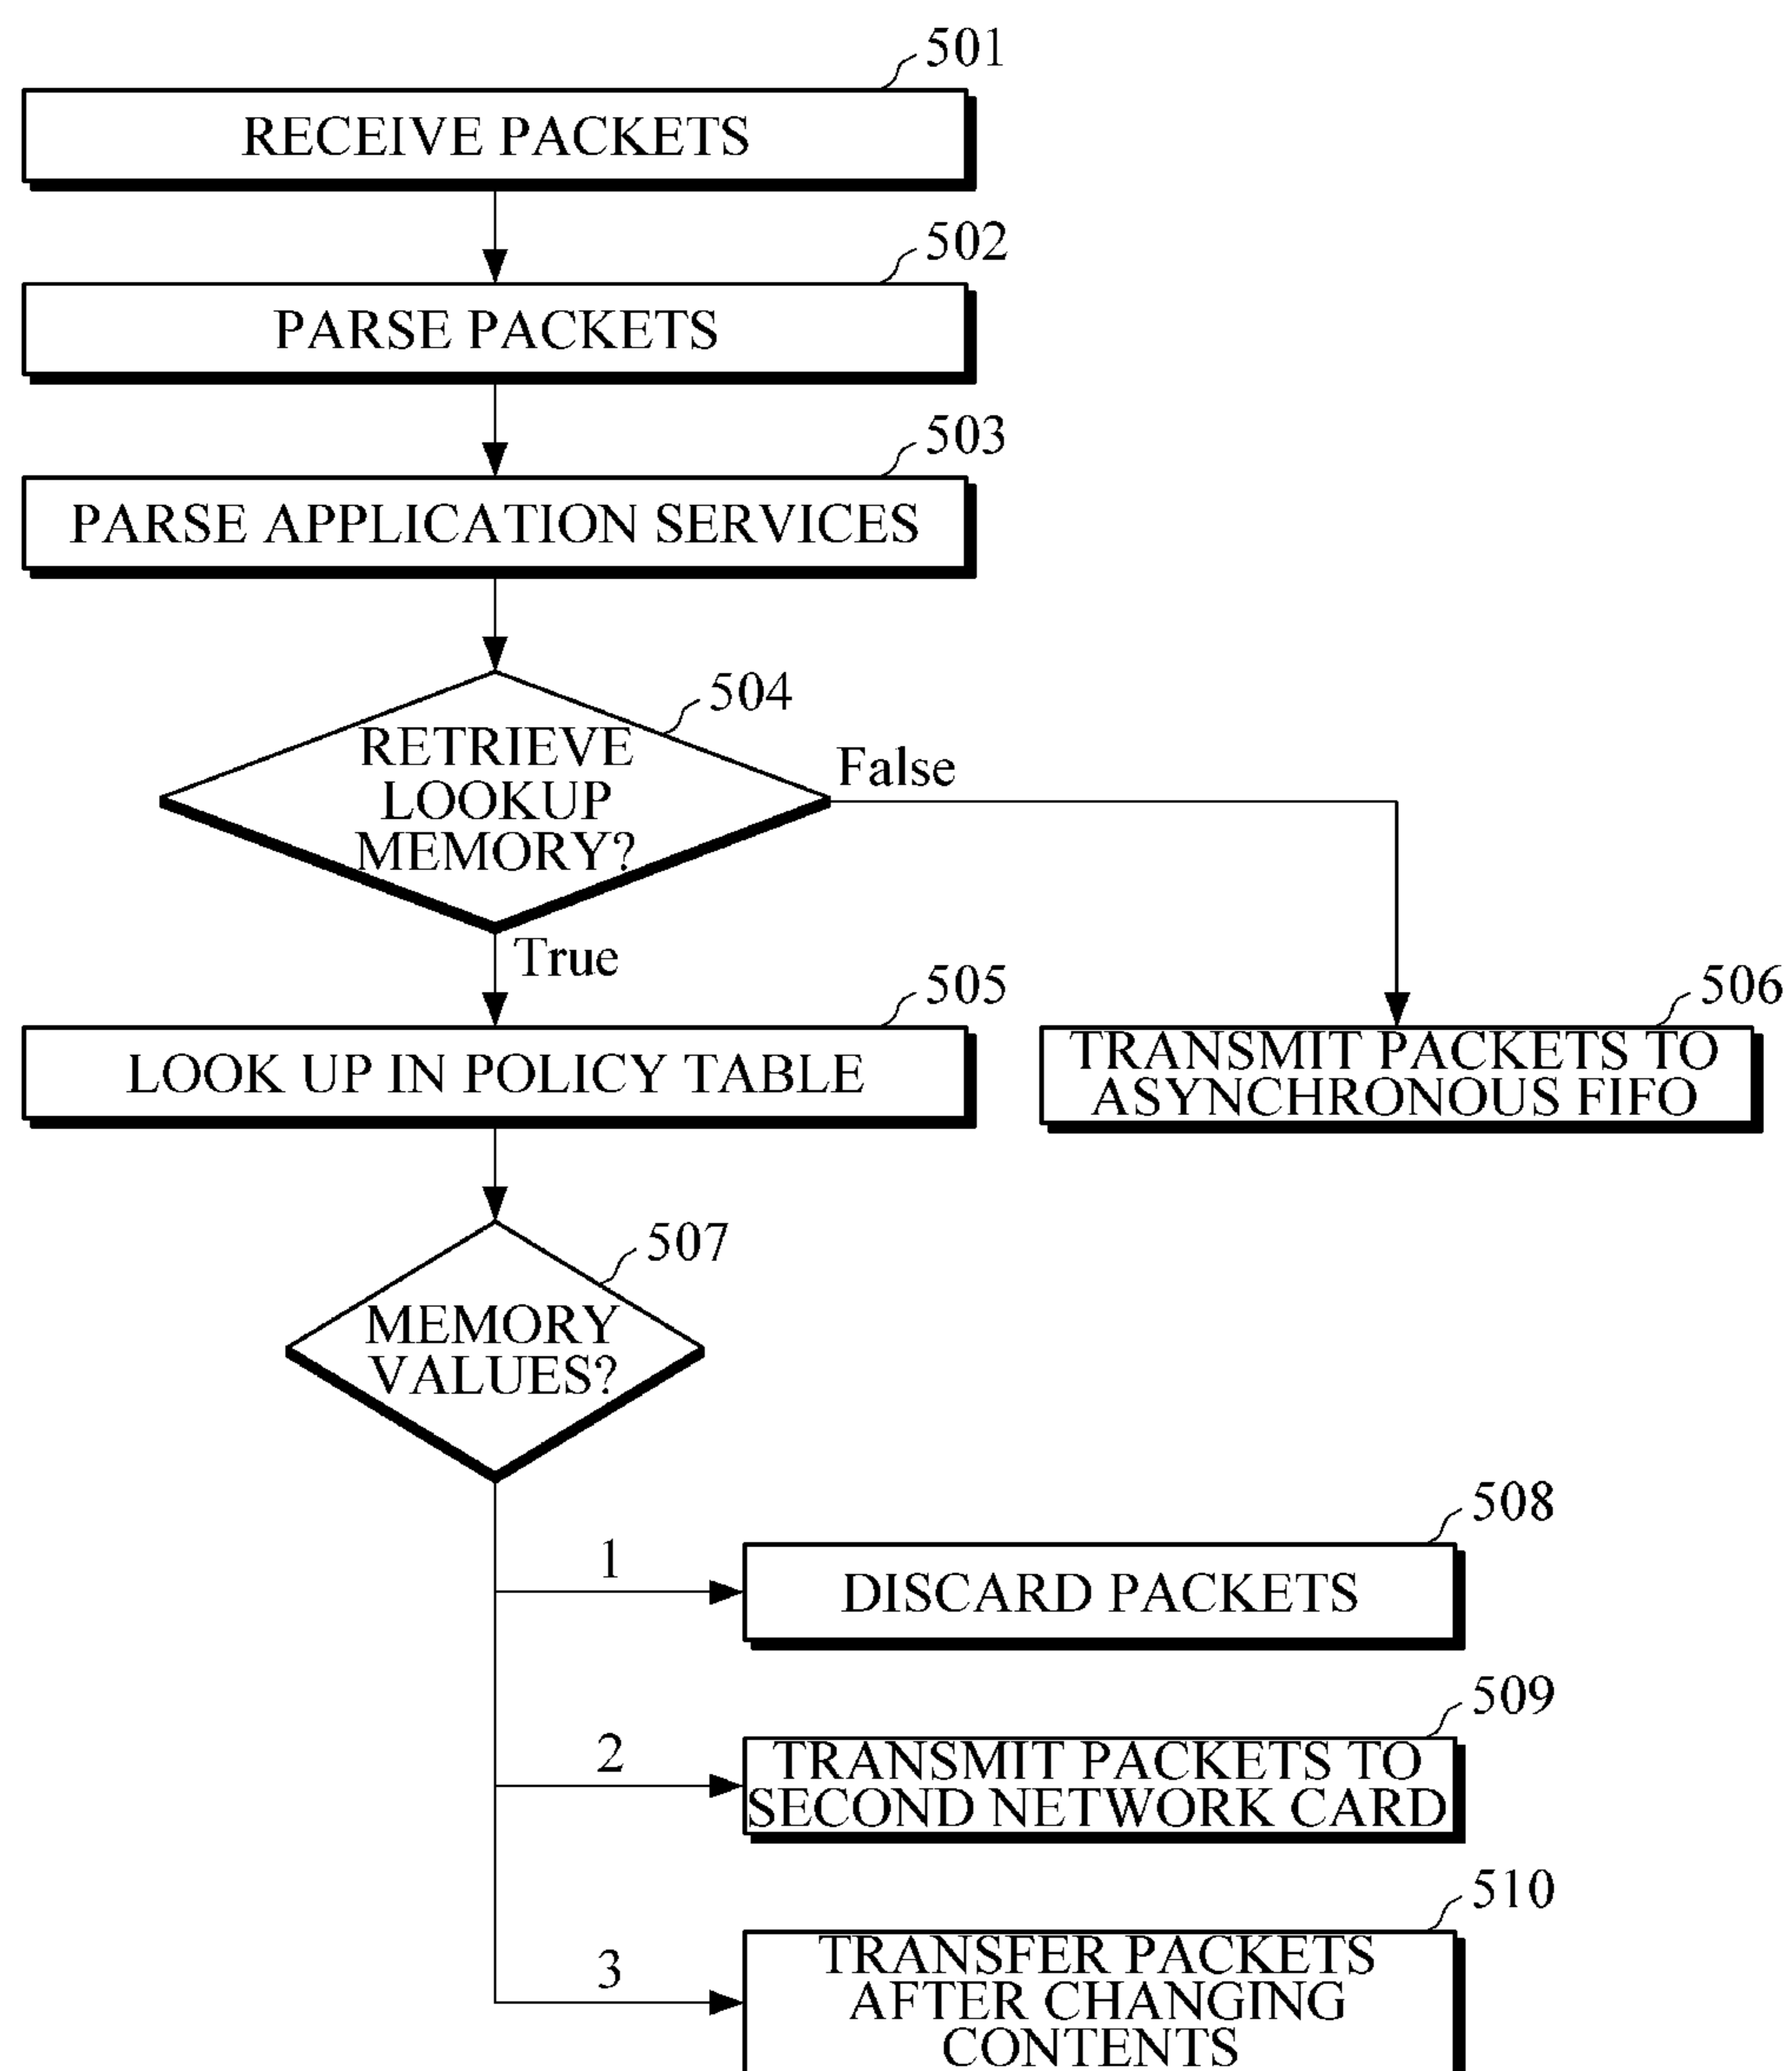 501
RECEIVE PACKETS
502
PARSE PACKETS
503
PARSE APPLICATION SERVICES
504
RETRIEVE
LOOKUP
MEMORY?
False
True
505
LOOK UP IN POLICY TABLE
506
TRANSMIT PACKETS TO
ASYNCHRONOUS FIFO
507
MEMORY
VALUES?
508
1
DISCARD PACKETS
509
2
TRANSMIT PACKETS TO
SECOND NETWORK CARD
510
3
TRANSFER PACKETS
AFTER CHANGING
CONTENTS